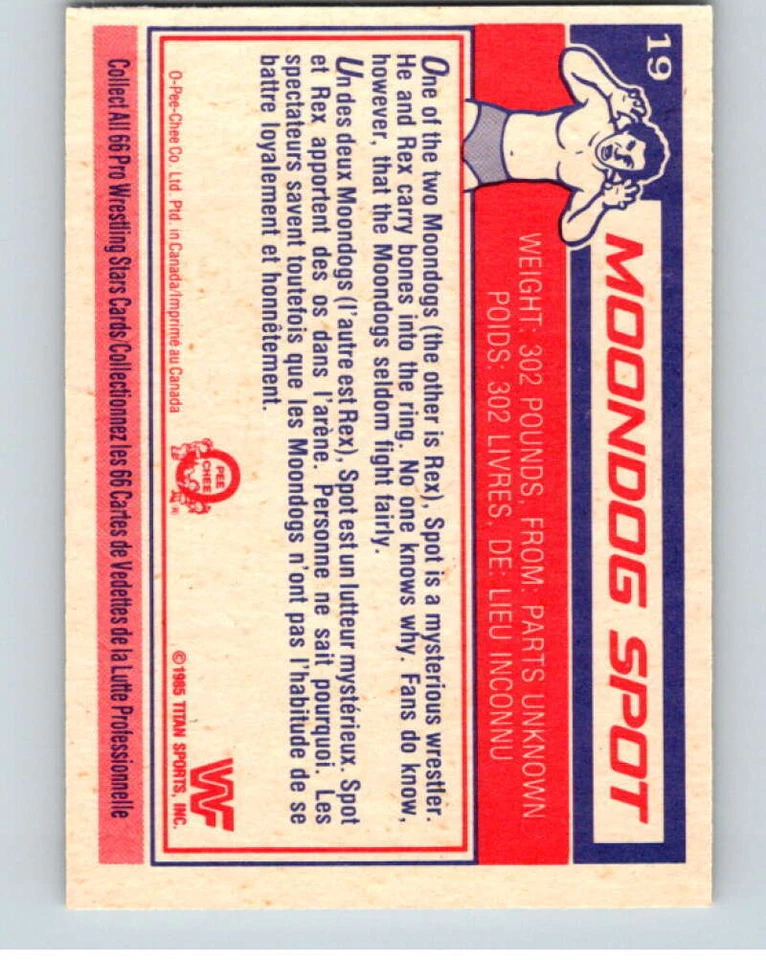 19
MOONDOG SPOT
WEIGHT: 302 POUNDS, FROM: PARTS UNKNOWN
POIDS: 302 LIVRES, DE: LIEU INCONNU
One of the two Moondogs (the other is Rex), Spot is a mysterious wrestler.
He and Rex carry bones into the ring. No one knows why. Fans do know,
however, that the Moondogs seldom fight fairly.
Un des deux Moondogs (l'autre est Rex), Spot est un lutteur mystérieux. Spot
et Rex apportent des os dans l'arène. Personne ne sait pourquoi. Les
spectateurs savent toutefois que les Moondogs n'ont pas l'habitude de se
battre loyalement et honnêtement.
O-Pee-Chee Co. Ltd. Ptd. in Canada/Imprimé au Canada
O
PEE
CHEE
®
WF
©1985 TITAN SPORTS, INC.
Collect All 66 Pro Wrestling Stars Cards/Collectionnez les 66 Cartes de Vedettes de la Lutte Professionnelle